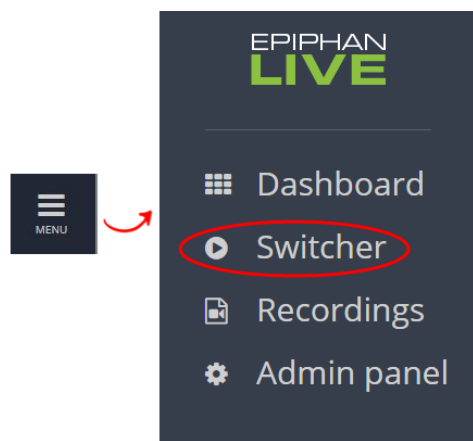 MENU
EPIPHAN
LIVE
Dashboard
Switcher
Recordings
Admin panel